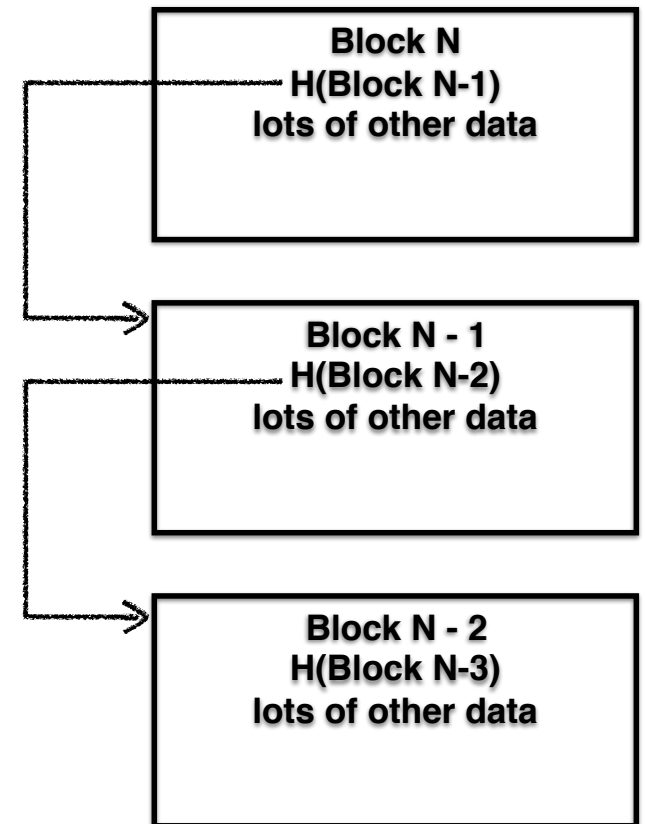 Block N
H(Block N-1)
lots of other data
Block N - 1
H(Block N-2)
lots of other data
Block N - 2
H(Block N-3)
lots of other data